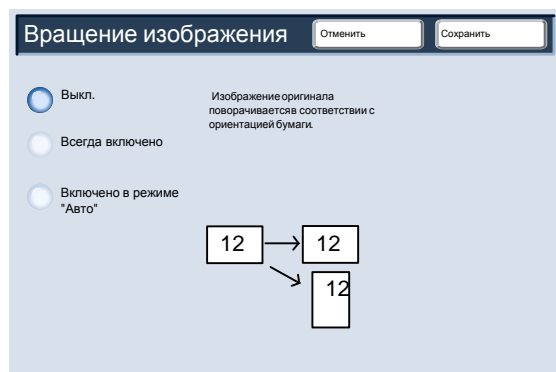 Вращение изображения
Отменить
Сохранить
Выкл.
Всегда включено
Включено в режиме
"Авто"
Изображение оригинала
поворачивается в соответствии с
ориентацией бумаги.
12
12
12